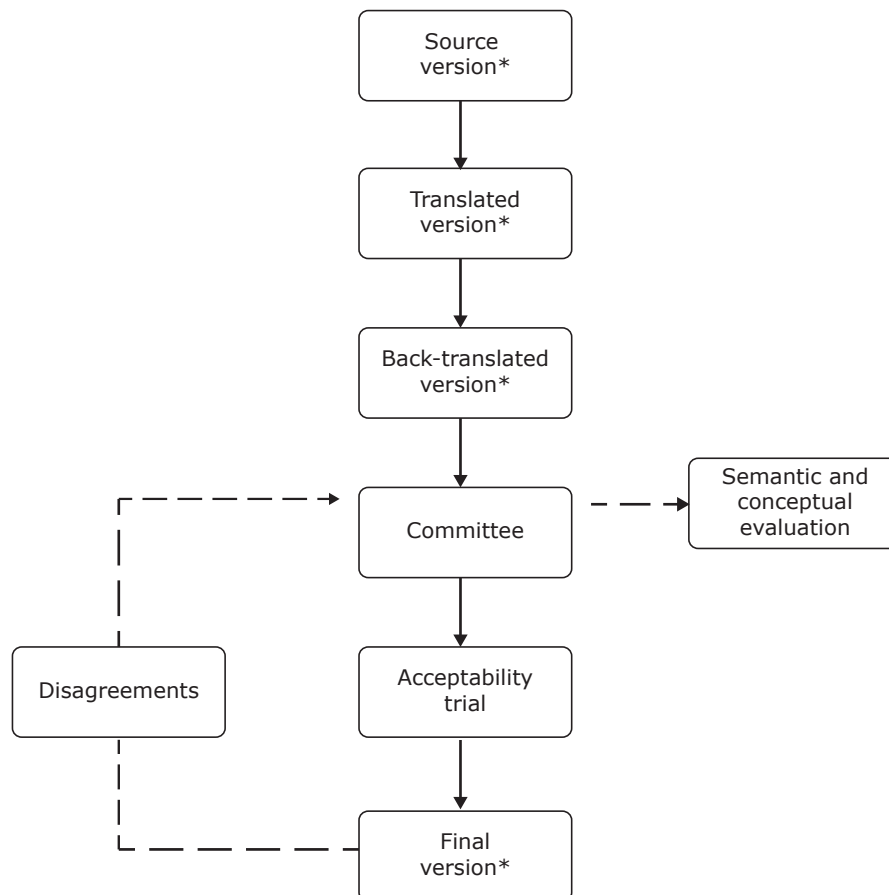 Source
version*
Translated
version*
Back-translated
version*
Committee
Semantic and
conceptual
evaluation
Disagreements
Acceptability
trial
Final
version*